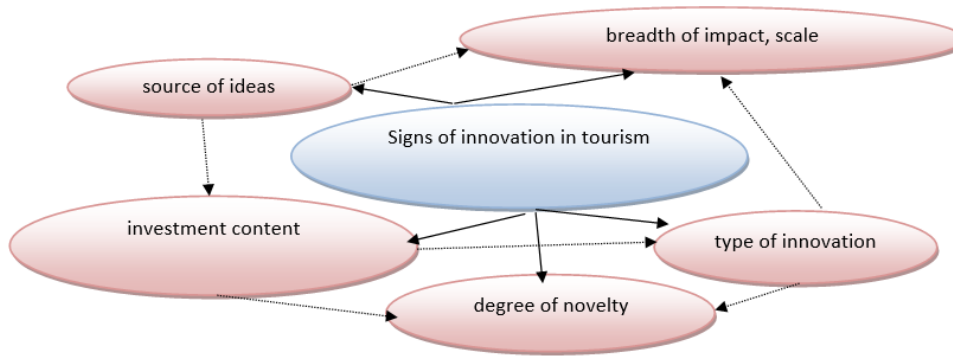 breadth of impact, scale
source of ideas
Signs of innovation in tourism
investment content
type of innovation
degree of novelty